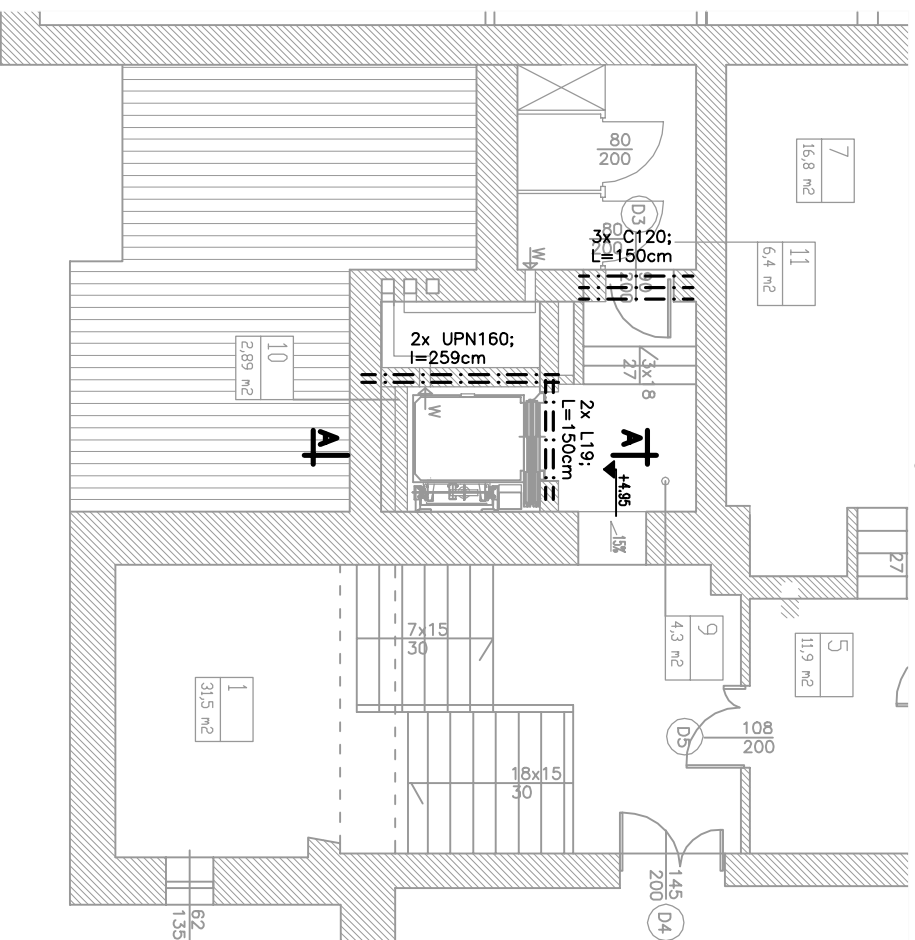 80
200
7
16,8 m2
D3
80
200
3x C120;
L=150cm
W
11
6,4 m2
90
200
2x UPN160;
l=259cm
10
2,89 m2
3x18
27
W
2x L19;
L=150cm
A
A
+4.95
15%
27
7x15
30
9
4,3 m2
5
11,9 m2
1
31,5 m2
D5
108
200
18x15
30
145
200
D4
62
135